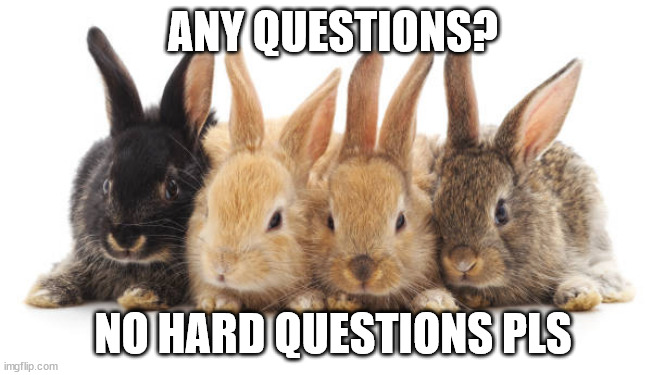 ANY QUESTIONS?
NO HARD QUESTIONS PLS
imgflip.com